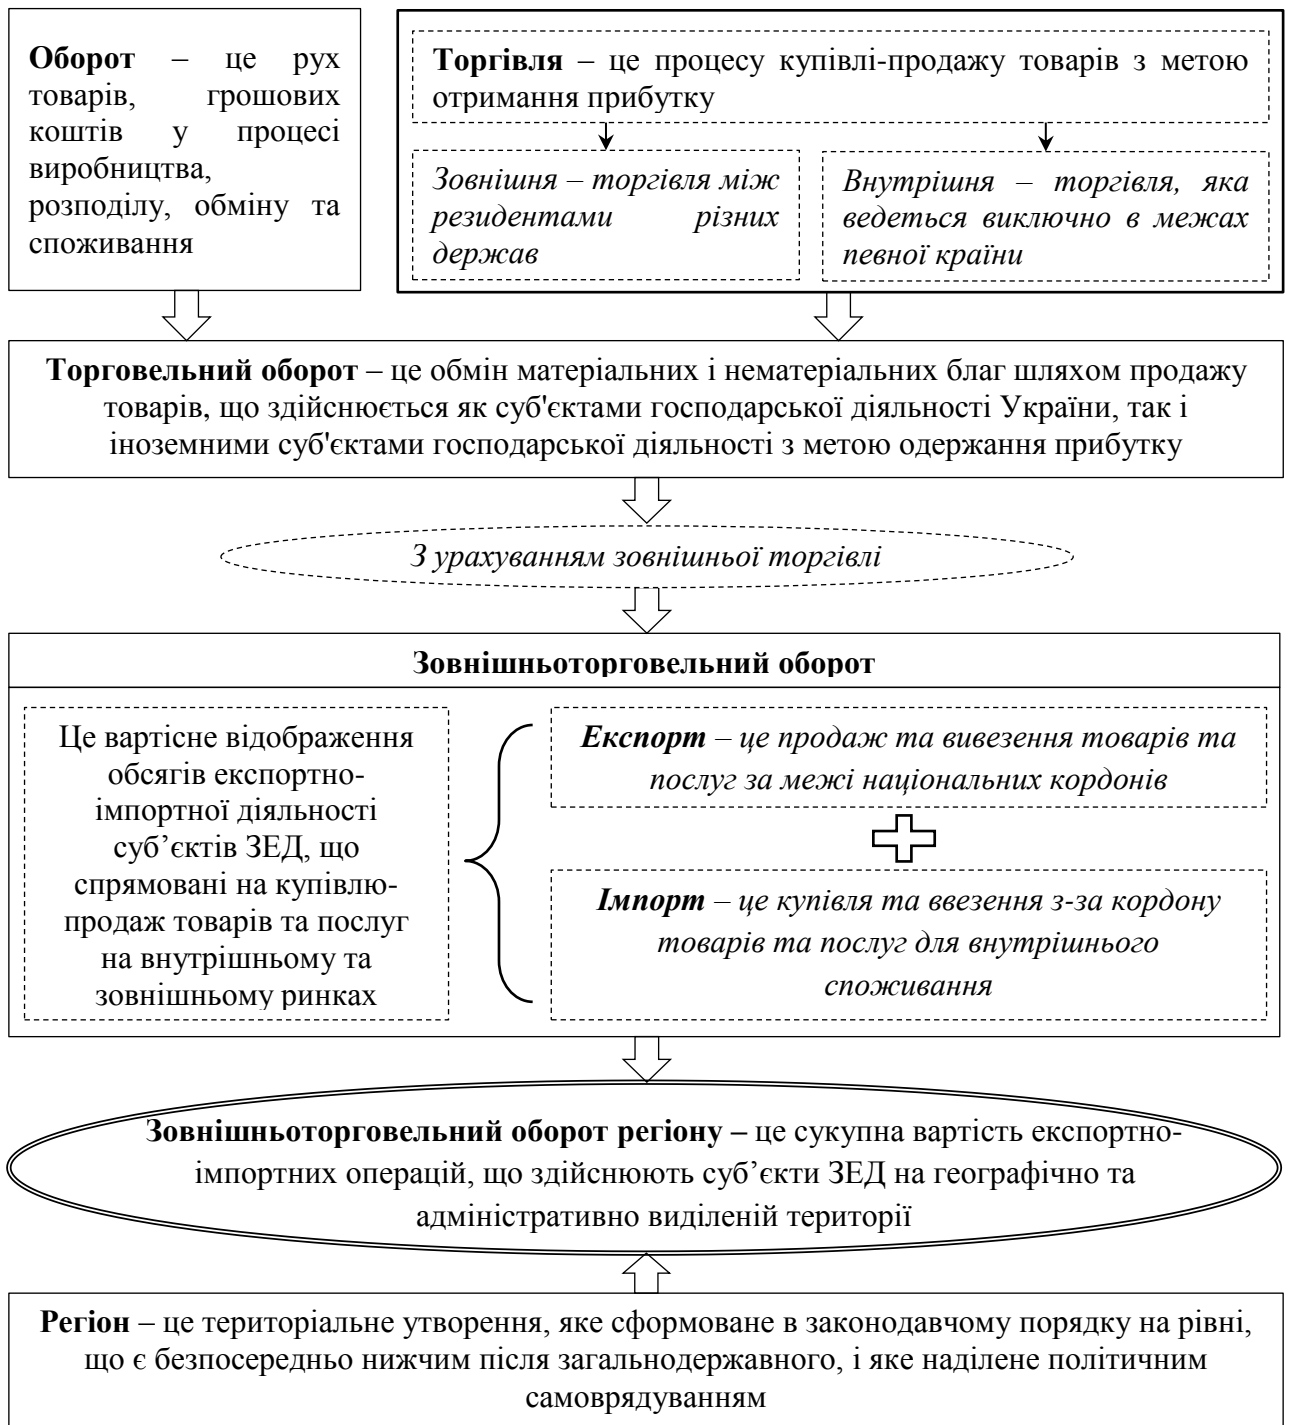 Оборот – це рух
товарів, грошових
коштів у процесі
виробництва,
розподілу, обміну та
споживання
Торгівля – це процесу купівлі-продажу товарів з метою
отримання прибутку
Зовнішня – торгівля між
резидентами різних
держав
Внутрішня – торгівля, яка
ведеться виключно в межах
певної країни
Торговельний оборот – це обмін матеріальних і нематеріальних благ шляхом продажу
товарів, що здійснюється як суб'єктами господарської діяльності України, так і
іноземними суб'єктами господарської діяльності з метою одержання прибутку
З урахуванням зовнішньої торгівлі
Зовнішньоторговельний оборот
Це вартісне відображення
обсягів експортно-
імпортної діяльності
суб’єктів ЗЕД, що
спрямовані на купівлю-
продаж товарів та послуг
на внутрішньому та
зовнішньому ринках
Експорт – це продаж та вивезення товарів та
послуг за межі національних кордонів
Імпорт – це купівля та ввезення з-за кордону
товарів та послуг для внутрішнього
споживання
Зовнішньоторговельний оборот регіону – це сукупна вартість експортно-
імпортних операцій, що здійснюють суб’єкти ЗЕД на географічно та
адміністративно виділеній території
Регіон – це територіальне утворення, яке сформоване в законодавчому порядку на рівні,
що є безпосередньо нижчим після загальнодержавного, і яке наділене політичним
самоврядуванням